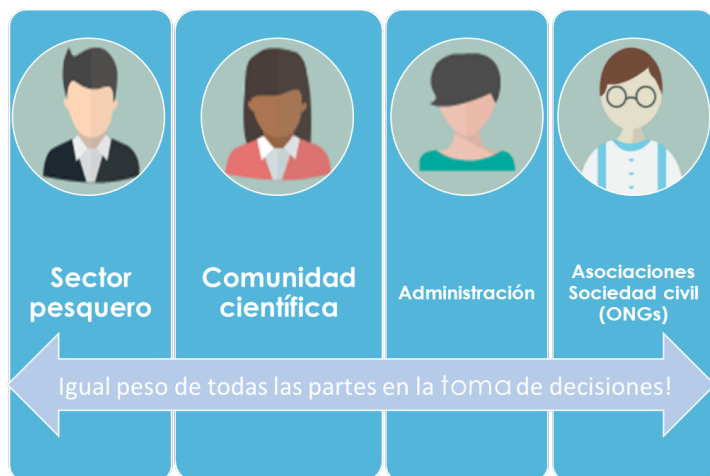 Sector
pesquero
Comunidad
científica
Administración
Asociaciones
Sociedad civil
(ONGs)
Igual peso de todas las partes en la toma de decisiones!